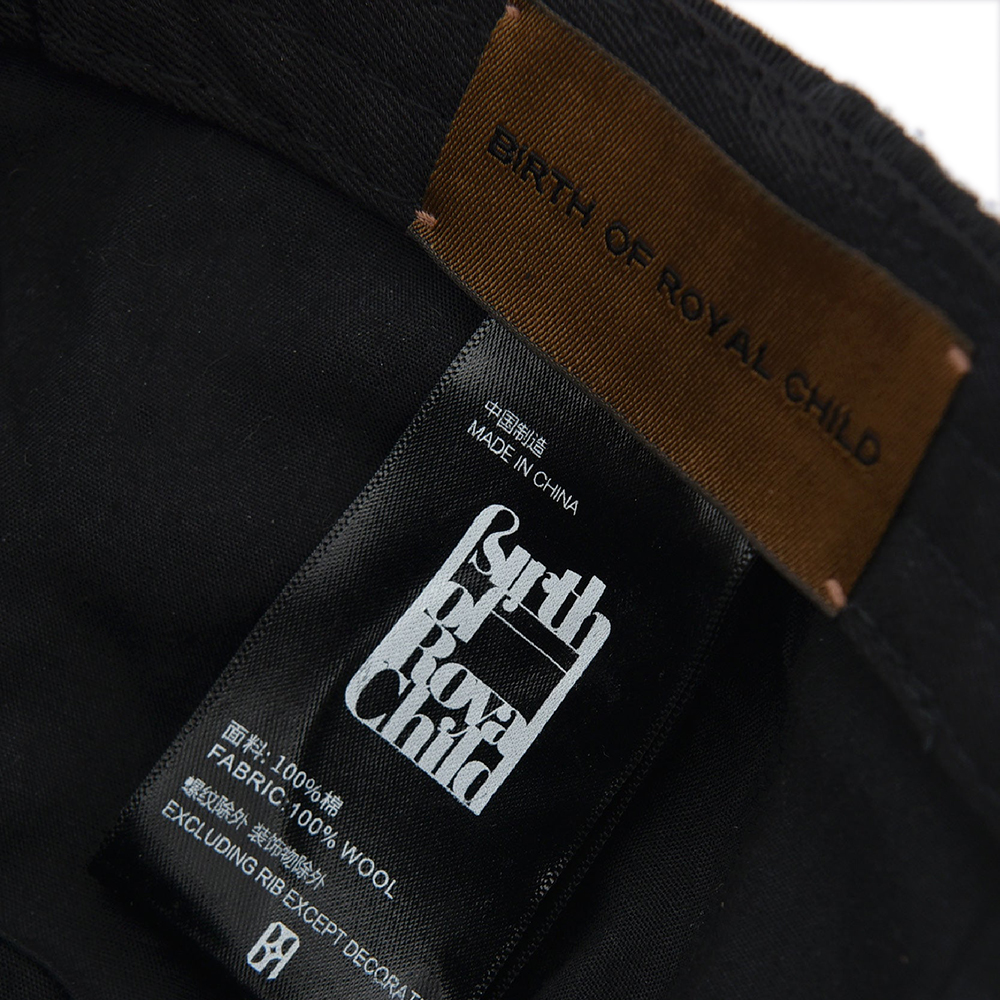 BIRTH OF ROYAL CHILD
中国制造
MADE IN CHINA
Birth
of
Royal
Child
面料: 100%棉
FABRIC:100% WOOL
螺纹除外 装饰物除外
EXCLUDING RIB EXCEPT DECORAT